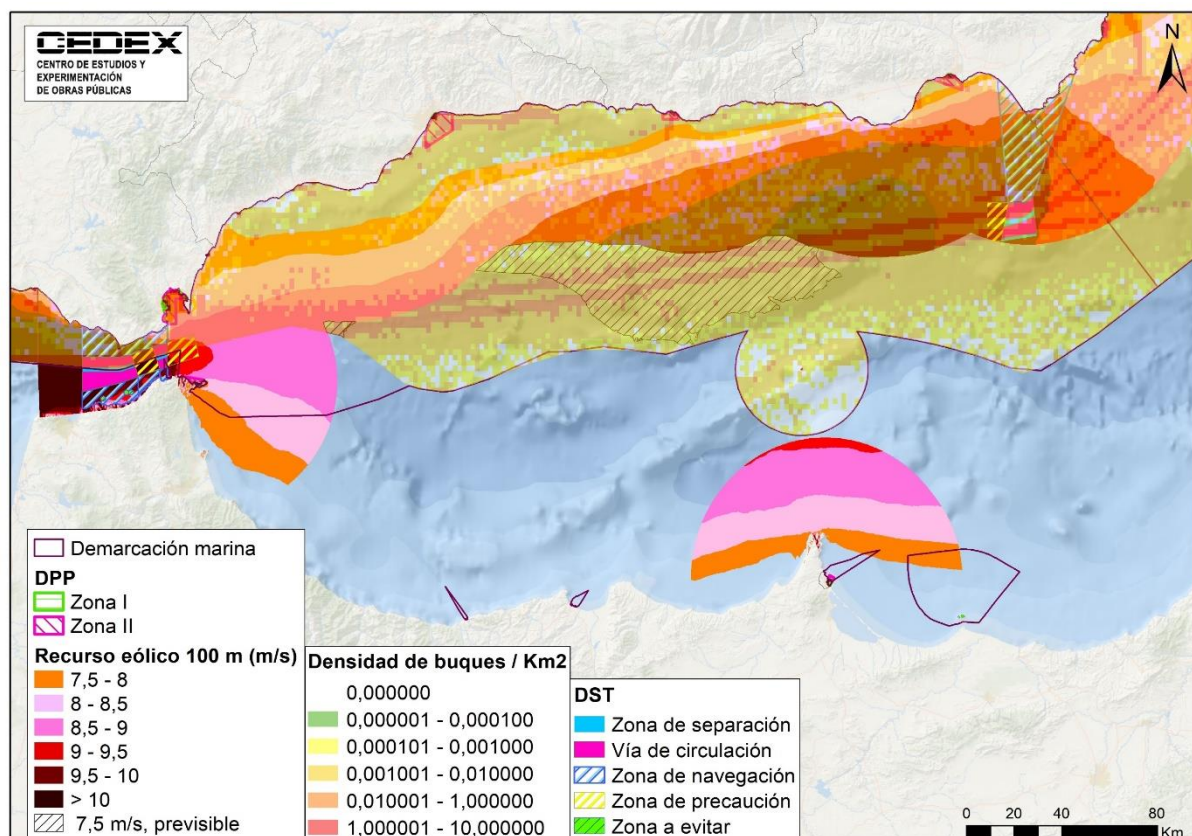 CEDEX
CENTRO DE ESTUDIOS Y
EXPERIMENTACIÓN
DE OBRAS PÚBLICAS
N
Demarcación marina
DPP
Zona I
Zona II
Recurso eólico 100 m (m/s)
7,5 - 8
8 - 8,5
8,5 - 9
9 - 9,5
9,5 - 10
> 10
7,5 m/s, previsible
Densidad de buques / Km2
0,000000
0,000001 - 0,000100
0,000101 - 0,001000
0,001001 - 0,010000
0,010001 - 1,000000
1,000001 - 10,000000
DST
Zona de separación
Vía de circulación
Zona de navegación
Zona de precaución
Zona a evitar
0 20 40 60 80
Km